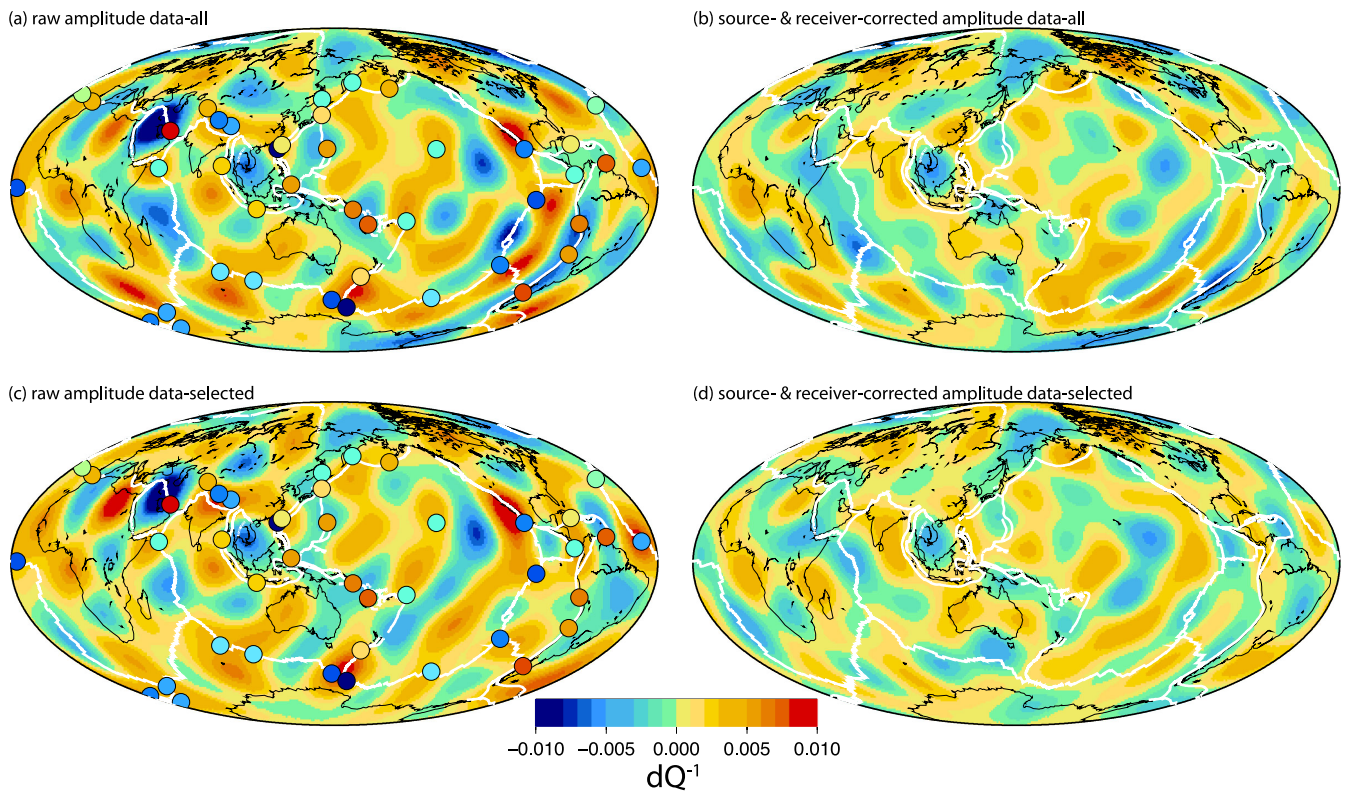 (a) raw amplitude data-all
(b) source- & receiver-corrected amplitude data-all
(c) raw amplitude data-selected
(d) source- & receiver-corrected amplitude data-selected
−0.010 −0.005 0.000 0.005 0.010
dQ⁻¹